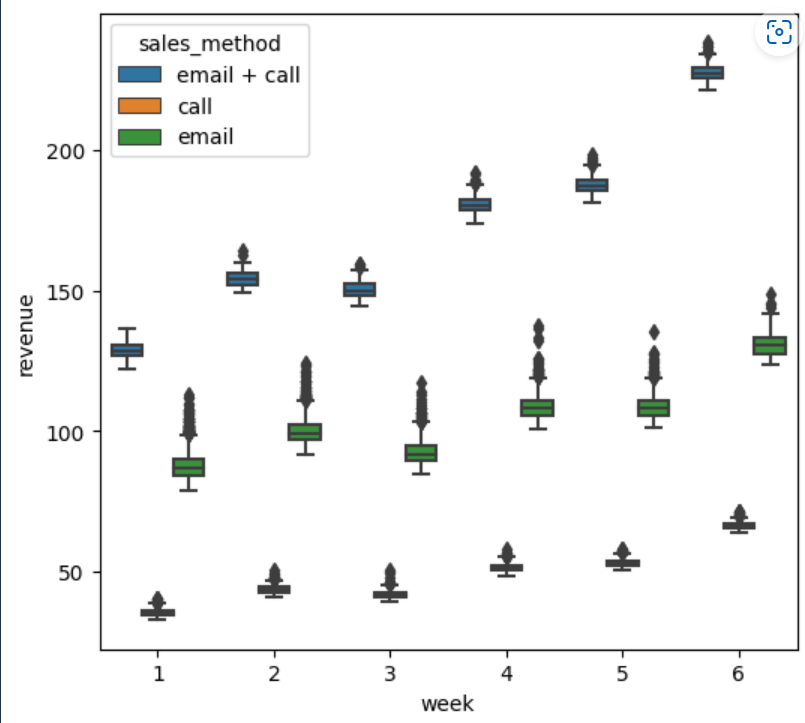 sales_method
email + call
call
email
200
150
100
50
revenue
1 2 3 4 5 6
week